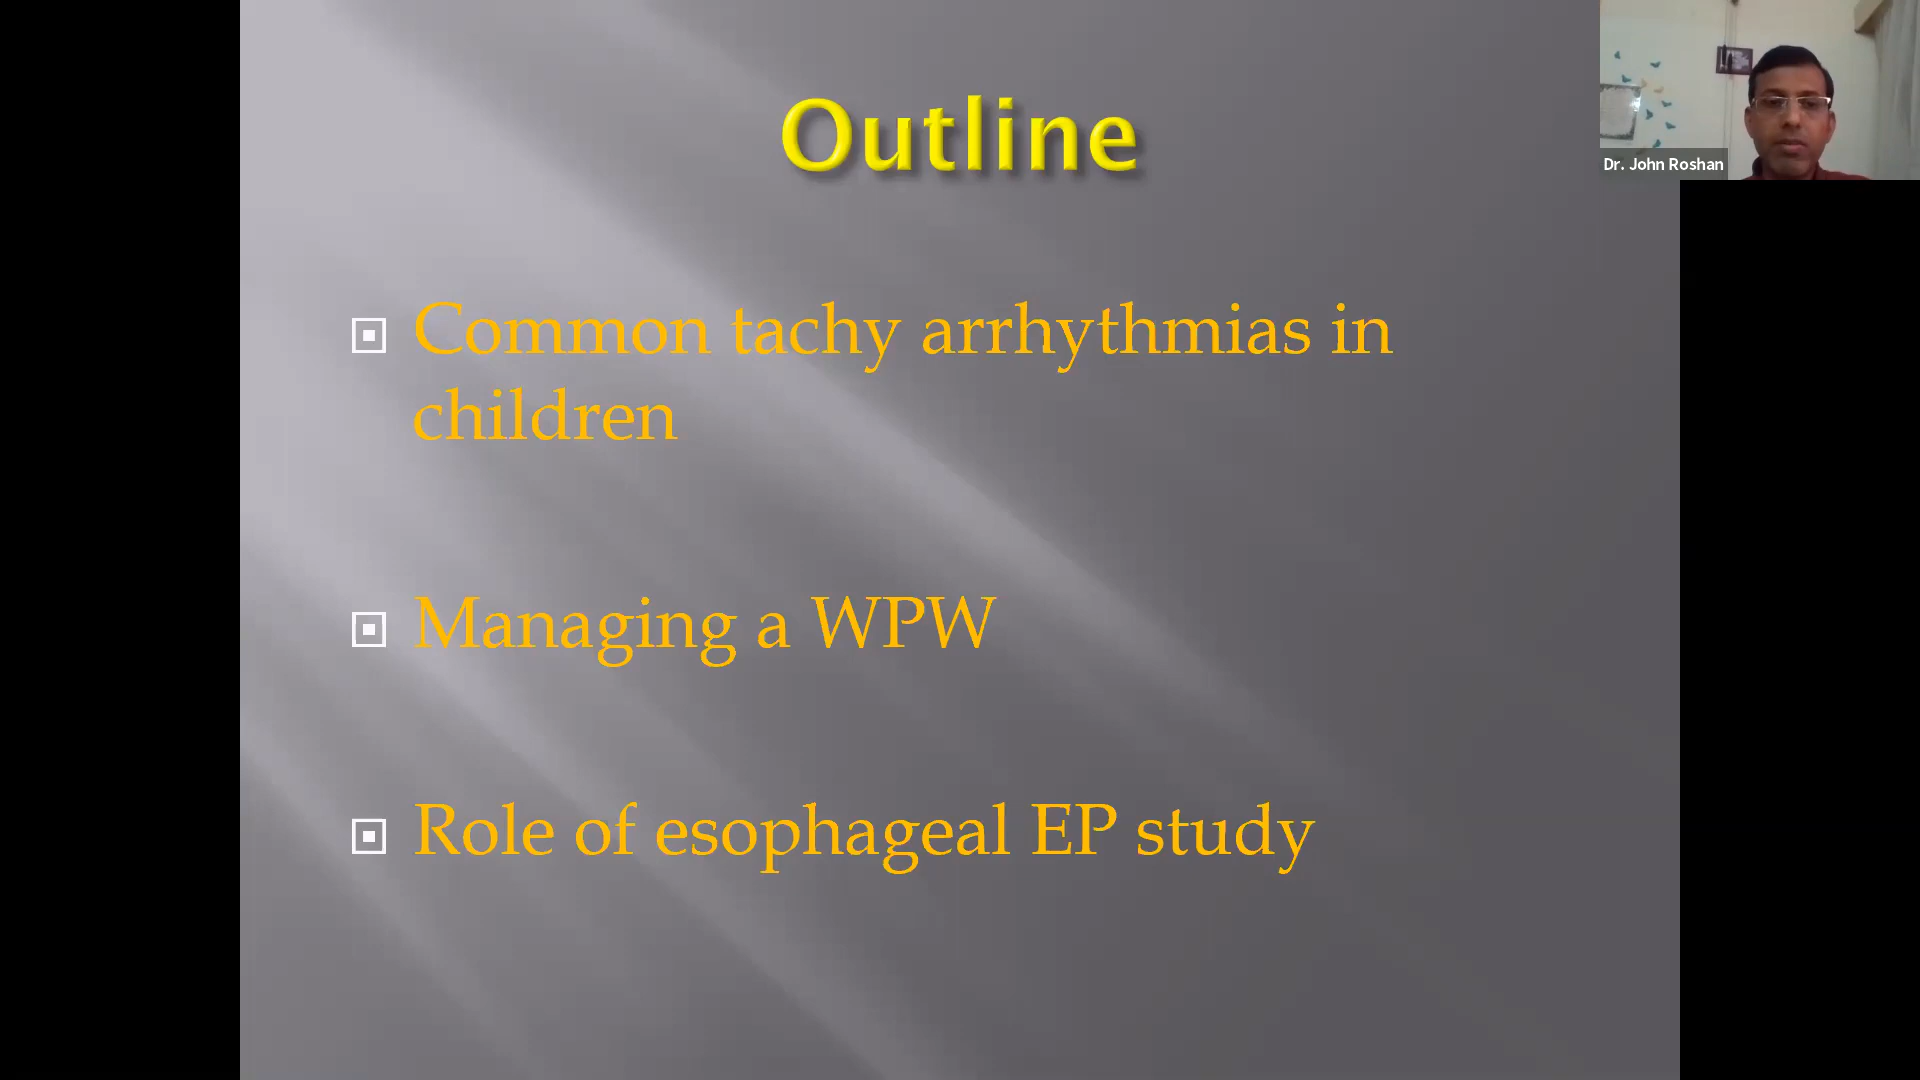 Outline
Common tachy arrhythmias in
children
Managing a WPW
Role of esophageal EP study
Dr. John Roshan